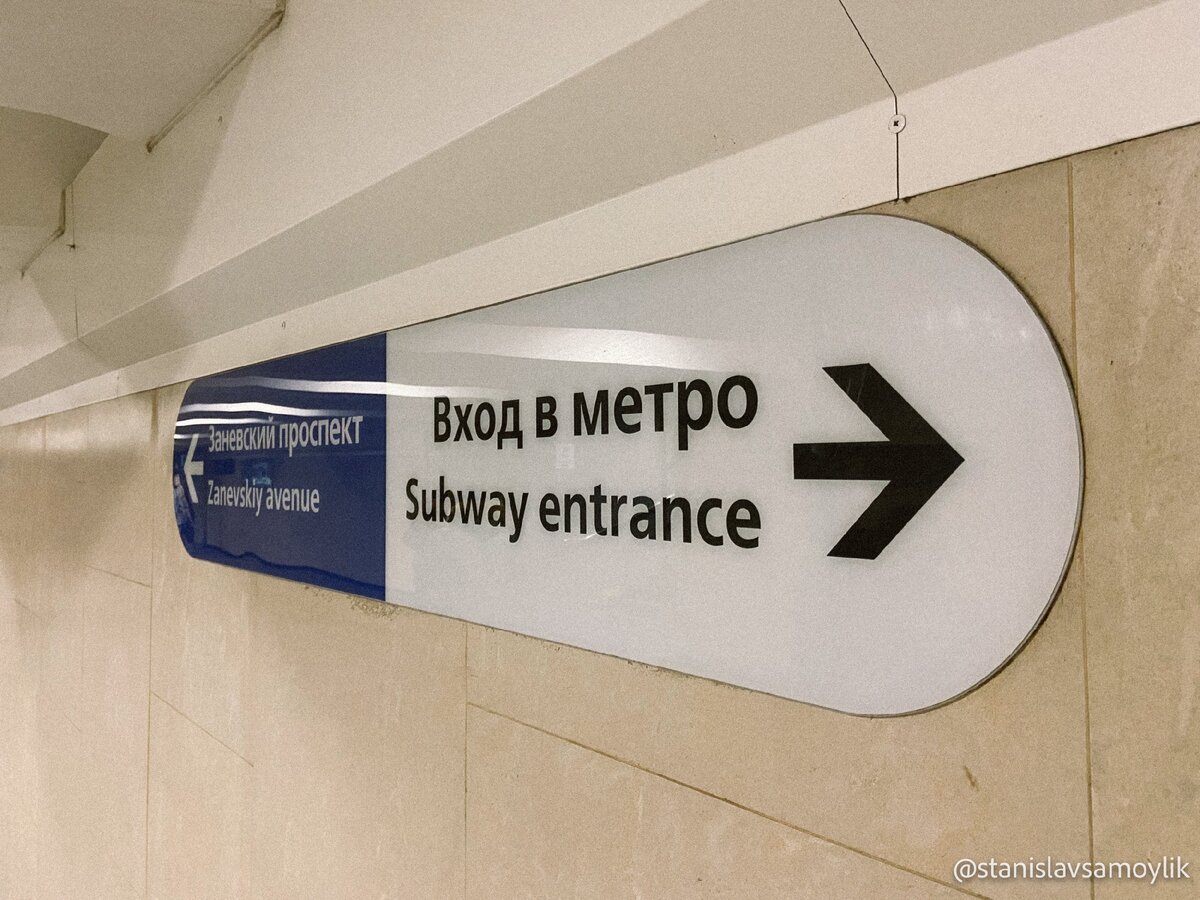 Заневский проспект
Zanevskiy avenue
Вход в метро
Subway entrance
@stanislavsamoylik